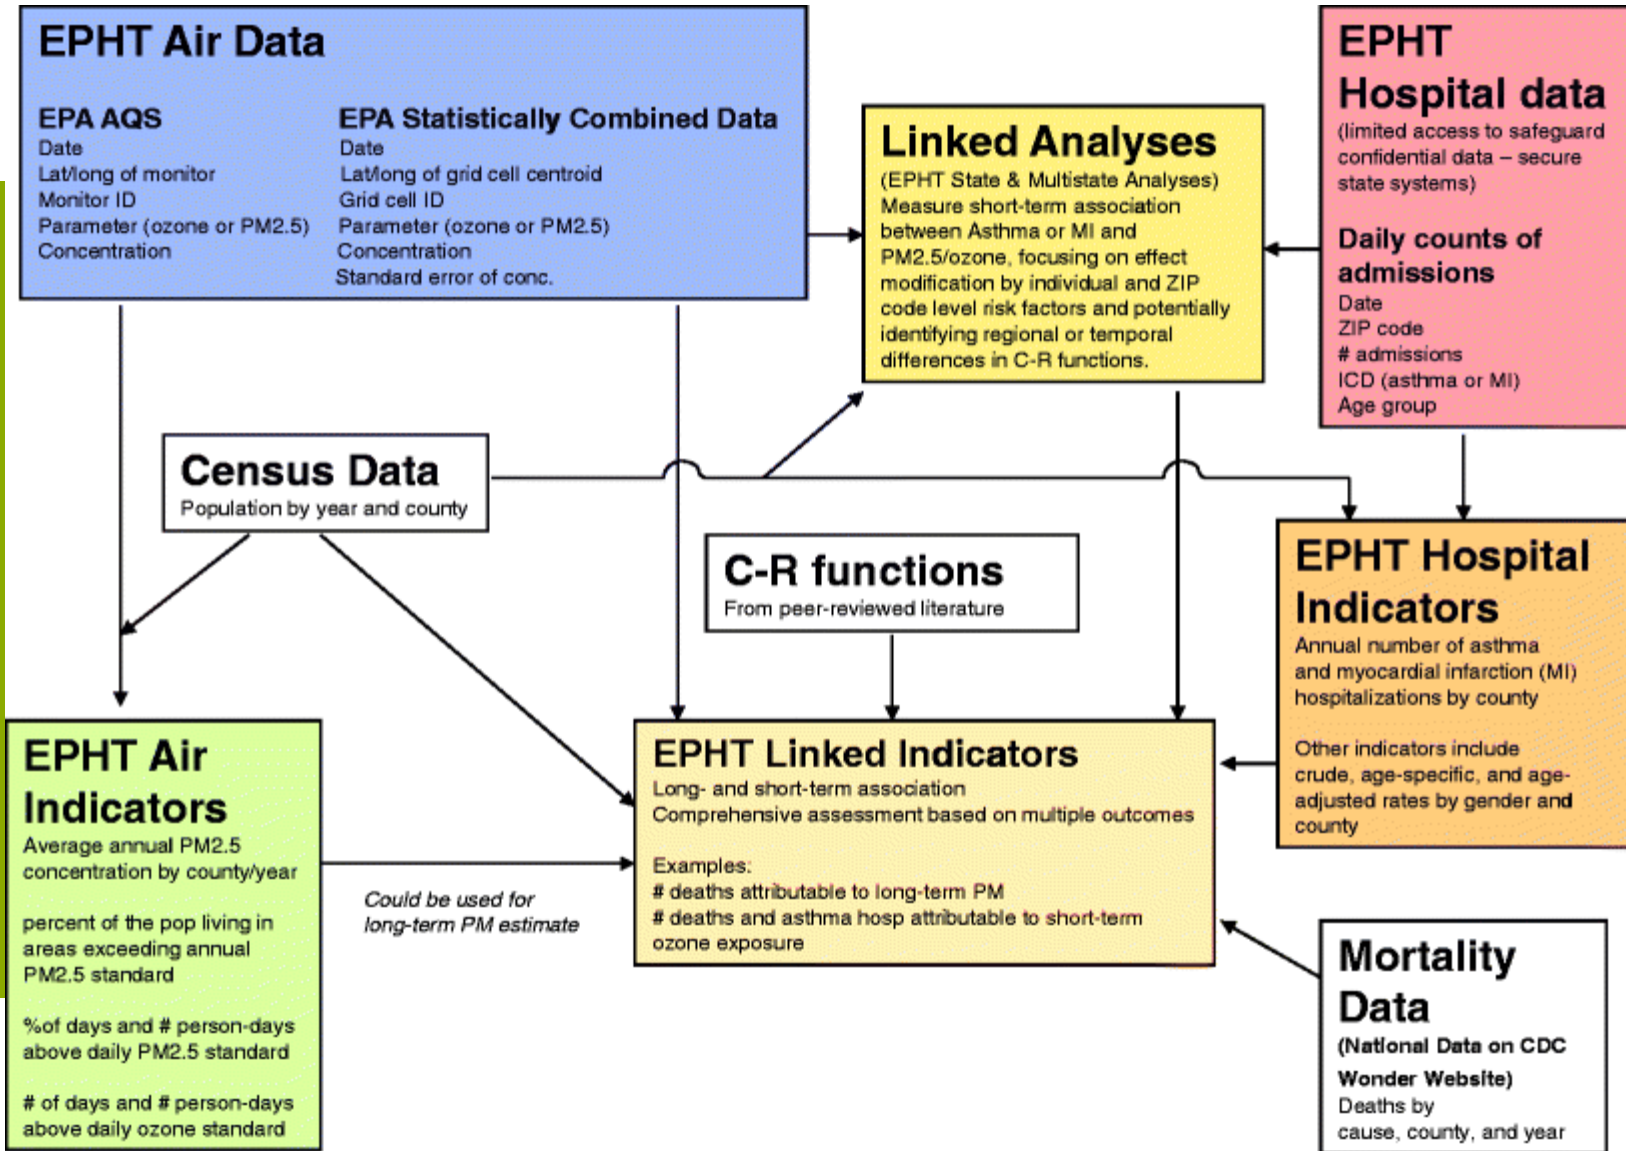 EPHT Air Data
EPA AQS
Date
Lat/long of monitor
Monitor ID
Parameter (ozone or PM2.5)
Concentration
EPA Statistically Combined Data
Date
Lat/long of grid cell centroid
Grid cell ID
Parameter (ozone or PM2.5)
Concentration
Standard error of conc.
Linked Analyses
(EPHT State & Multistate Analyses)
Measure short-term association
between Asthma or MI and
PM2.5/ozone, focusing on effect
modification by individual and ZIP
code level risk factors and potentially
identifying regional or temporal
differences in C-R functions.
EPHT
Hospital data
(limited access to safeguard
confidential data – secure
state systems)
Daily counts of
admissions
Date
ZIP code
# admissions
ICD (asthma or MI)
Age group
Census Data
Population by year and county
C-R functions
From peer-reviewed literature
EPHT Hospital
Indicators
Annual number of asthma
and myocardial infarction (MI)
hospitalizations by county
Other indicators include
crude, age-specific, and age-
adjusted rates by gender and
county
EPHT Air
Indicators
Average annual PM2.5
concentration by county/year
percent of the pop living in
areas exceeding annual
PM2.5 standard
%of days and # person-days
above daily PM2.5 standard
# of days and # person-days
above daily ozone standard
Could be used for
long-term PM estimate
EPHT Linked Indicators
Long- and short-term association
Comprehensive assessment based on multiple outcomes
Examples:
# deaths attributable to long-term PM
# deaths and asthma hosp attributable to short-term
ozone exposure
Mortality
Data
(National Data on CDC
Wonder Website)
Deaths by
cause, county, and year